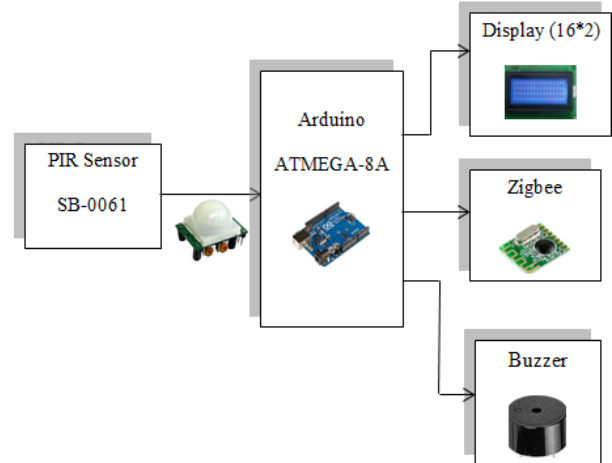 PIR Sensor
SB-0061
Arduino
ATMEGA-8A
Display (16*2)
Zigbee
Buzzer